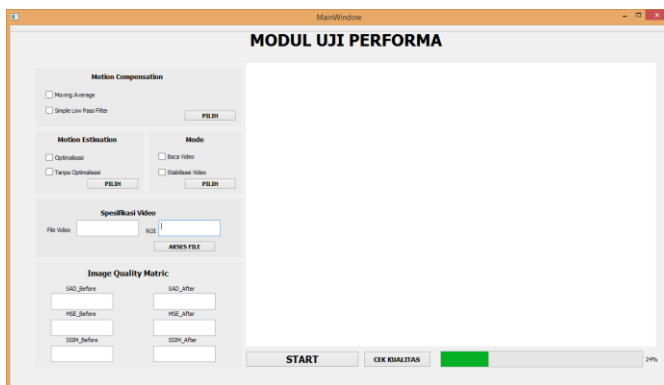 MainWindow
MODUL UJI PERFORMA
Motion Compensation
Moving Average
Simple Low Pass Filter
PILIH
Motion Estimation
Optimalisasi
Tanpa Optimalisasi
PILIH
Mode
Baca Video
Stabilisasi Video
PILIH
Spesifikasi Video
File Video
ROI
AKSES FILE
Image Quality Matric
SAD_Before
SAD_After
MSE_Before
MSE_After
SSIM_Before
SSIM_After
START
CEK KUALITAS
24%